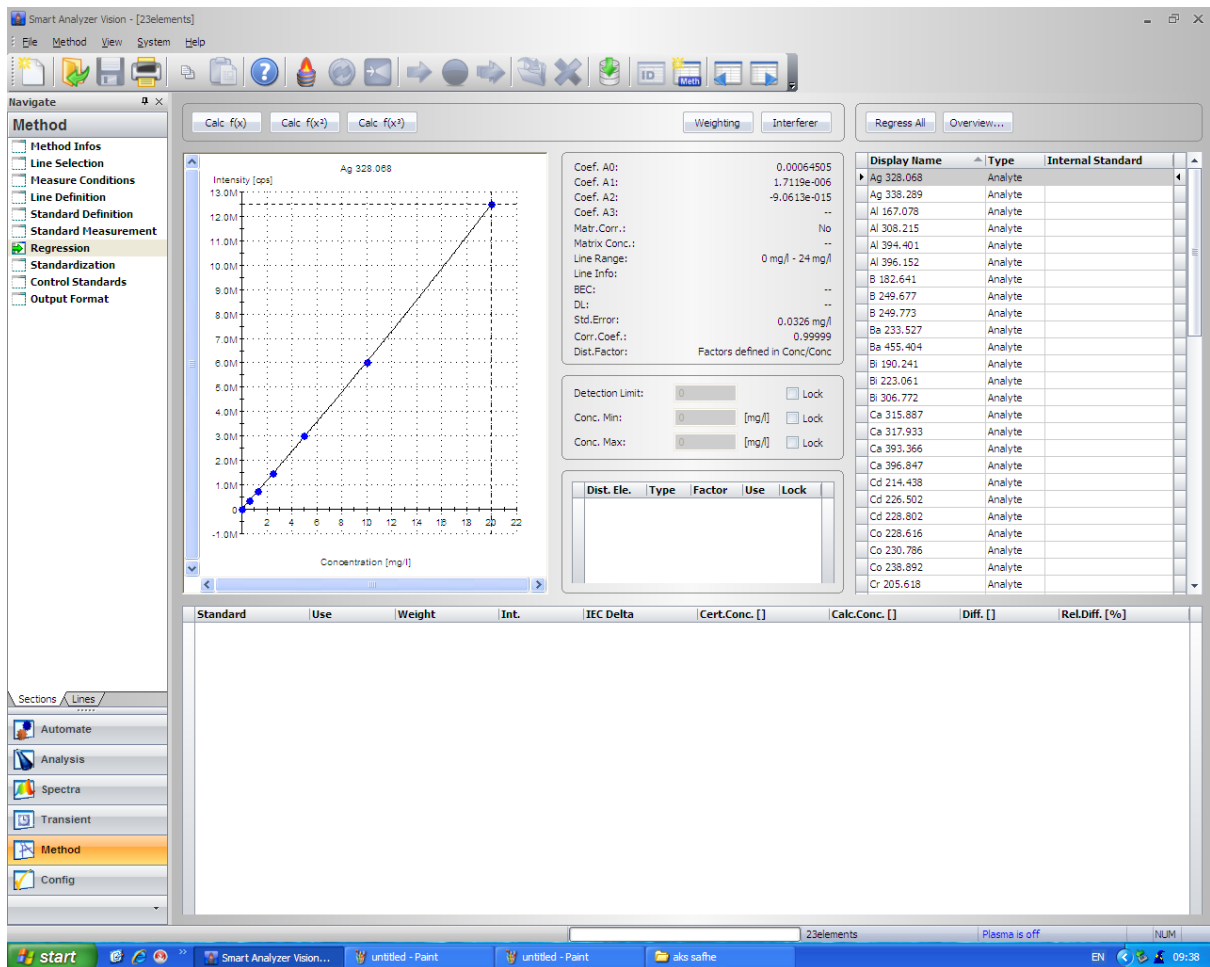 Smart Analyzer Vision - [23elements]
File Method View System Help
ID Meth
Navigate
Method
Method Infos
Line Selection
Measure Conditions
Line Definition
Standard Definition
Standard Measurement
Regression
Standardization
Control Standards
Output Format
Sections Lines
Automate
Analysis
Spectra
Transient
Method
Config
Calc f(x) Calc f(x²) Calc f(x³) Weighting Interferer
Regress All Overview...
Ag 328.068
Intensity [cps]
13.0M
12.0M
11.0M
10.0M
9.0M
8.0M
7.0M
6.0M
5.0M
4.0M
3.0M
2.0M
1.0M
0
-1.0M
2 4 6 8 10 12 14 16 18 20 22
Concentration [mg/l]
Coef. A0: 0.00064505
Coef. A1: 1.7119e-006
Coef. A2: -9.0613e-015
Coef. A3: --
Matr.Corr.: No
Matrix Conc.: --
Line Range: 0 mg/l - 24 mg/l
Line Info:
BEC: --
DL: --
Std.Error: 0.0326 mg/l
Corr.Coef.: 0.99999
Dist.Factor: Factors defined in Conc/Conc
Detection Limit: 0 Lock
Conc. Min: 0 [mg/l] Lock
Conc. Max: 0 [mg/l] Lock
Dist. Ele. Type Factor Use Lock
Display Name Type Internal Standard
Ag 328.068 Analyte
Ag 338.289 Analyte
Al 167.078 Analyte
Al 308.215 Analyte
Al 394.401 Analyte
Al 396.152 Analyte
B 182.641 Analyte
B 249.677 Analyte
B 249.773 Analyte
Ba 233.527 Analyte
Ba 455.404 Analyte
Bi 190.241 Analyte
Bi 223.061 Analyte
Bi 306.772 Analyte
Ca 315.887 Analyte
Ca 317.933 Analyte
Ca 393.366 Analyte
Ca 396.847 Analyte
Cd 214.438 Analyte
Cd 226.502 Analyte
Cd 228.802 Analyte
Co 228.616 Analyte
Co 230.786 Analyte
Co 238.892 Analyte
Cr 205.618 Analyte
Standard Use Weight Int. IEC Delta Cert.Conc. [] Calc.Conc. [] Diff. [] Rel.Diff. [%]
23elements Plasma is off NUM
start Smart Analyzer Vision... untitled - Paint untitled - Paint aks safhe EN 09:38